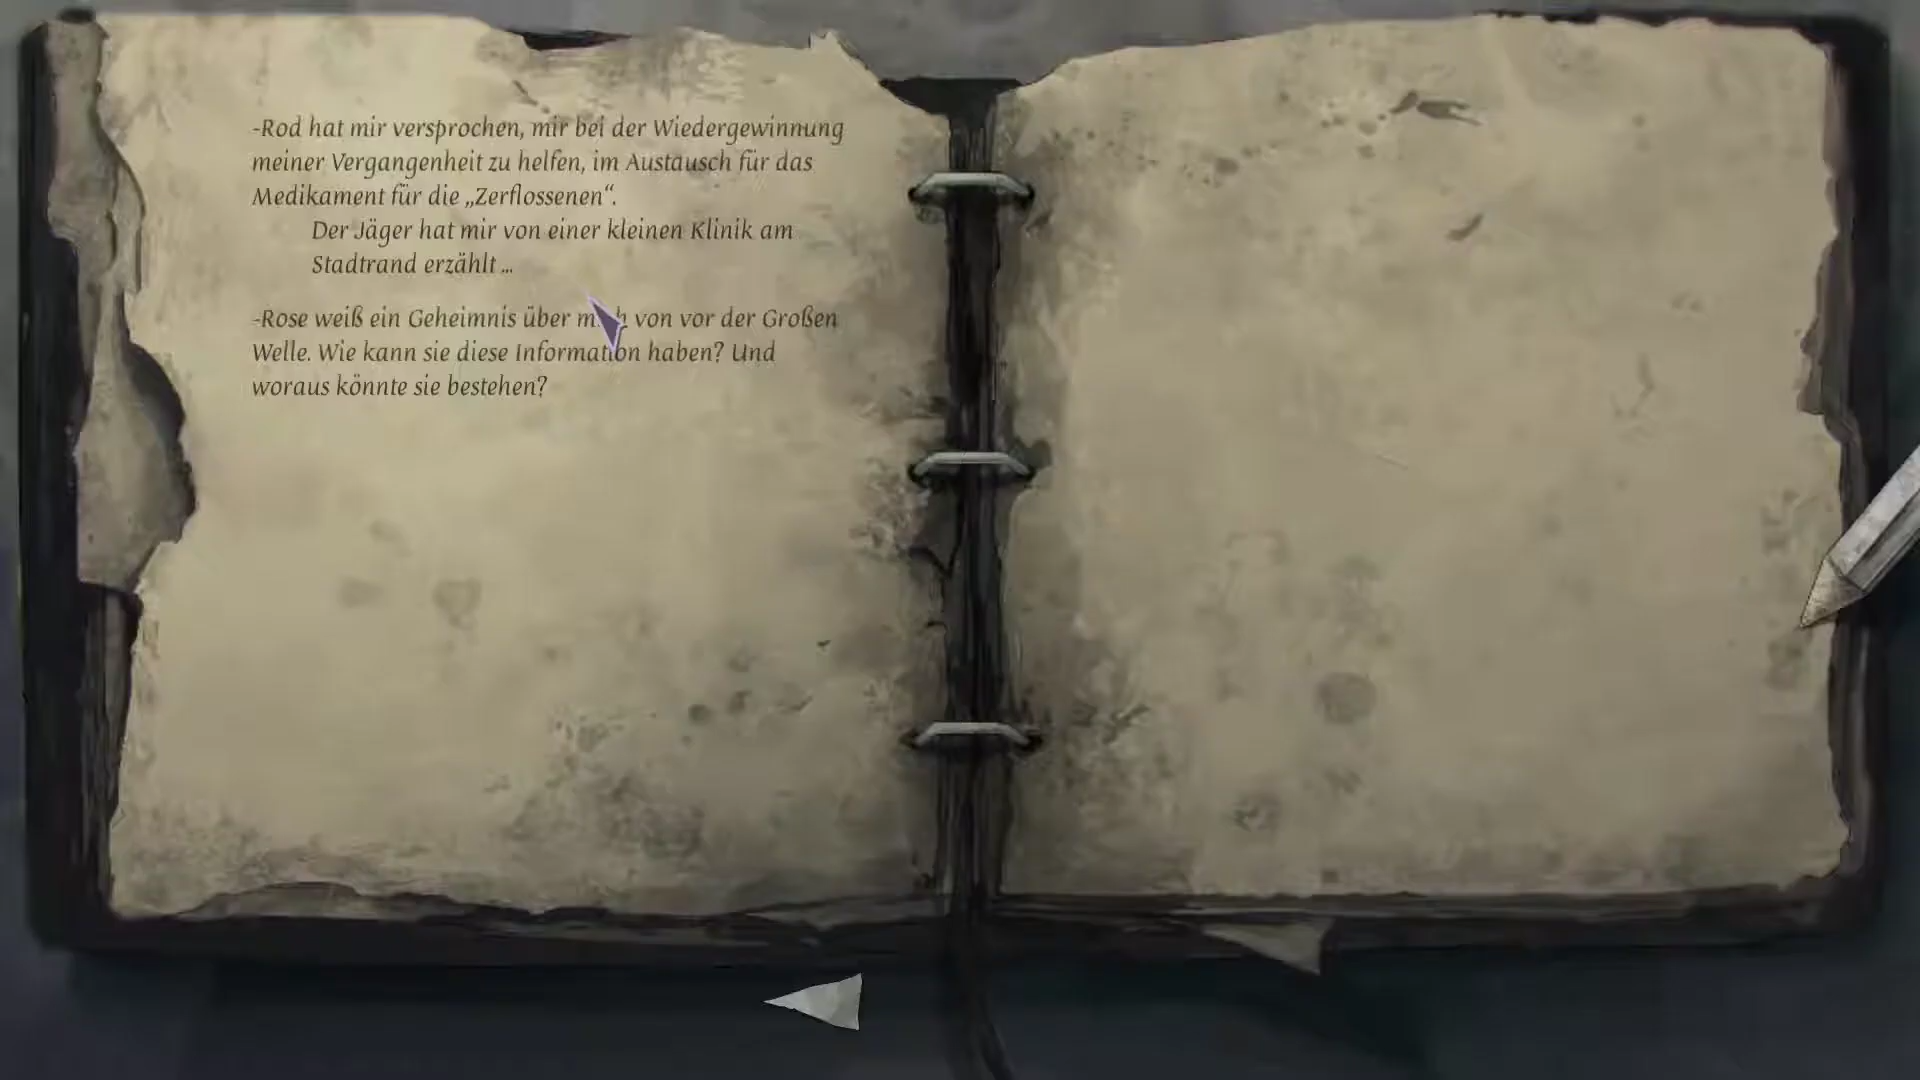 -Rod hat mir versprochen, mir bei der Wiedergewinnung
meiner Vergangenheit zu helfen, im Austausch für das
Medikament für die „Zerflossenen“.
Der Jäger hat mir von einer kleinen Klinik am
Stadtrand erzählt ...
-Rose weiß ein Geheimnis über mich von vor der Großen
Welle. Wie kann sie diese Information haben? Und
woraus könnte sie bestehen?